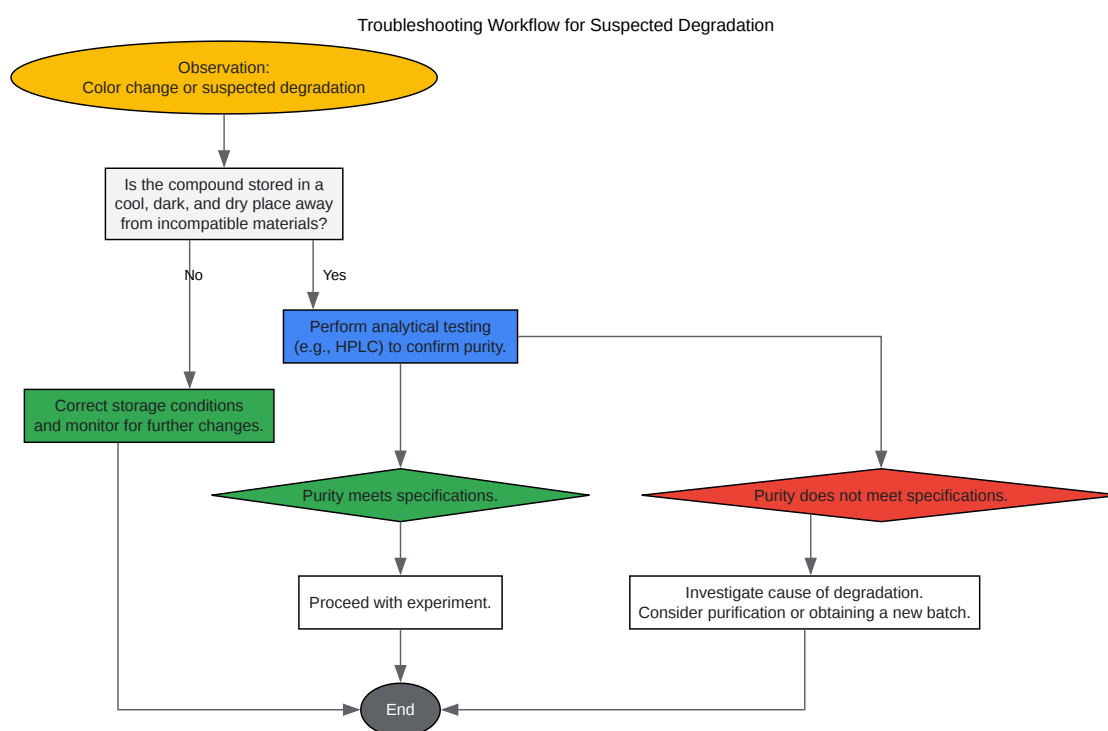 Troubleshooting Workflow for Suspected Degradation
Observation:
Color change or suspected degradation
Is the compound stored in a
cool, dark, and dry place away
from incompatible materials?
No
Yes
Perform analytical testing
(e.g., HPLC) to confirm purity.
Correct storage conditions
and monitor for further changes.
Purity meets specifications.
Purity does not meet specifications.
Proceed with experiment.
Investigate cause of degradation.
Consider purification or obtaining a new batch.
End